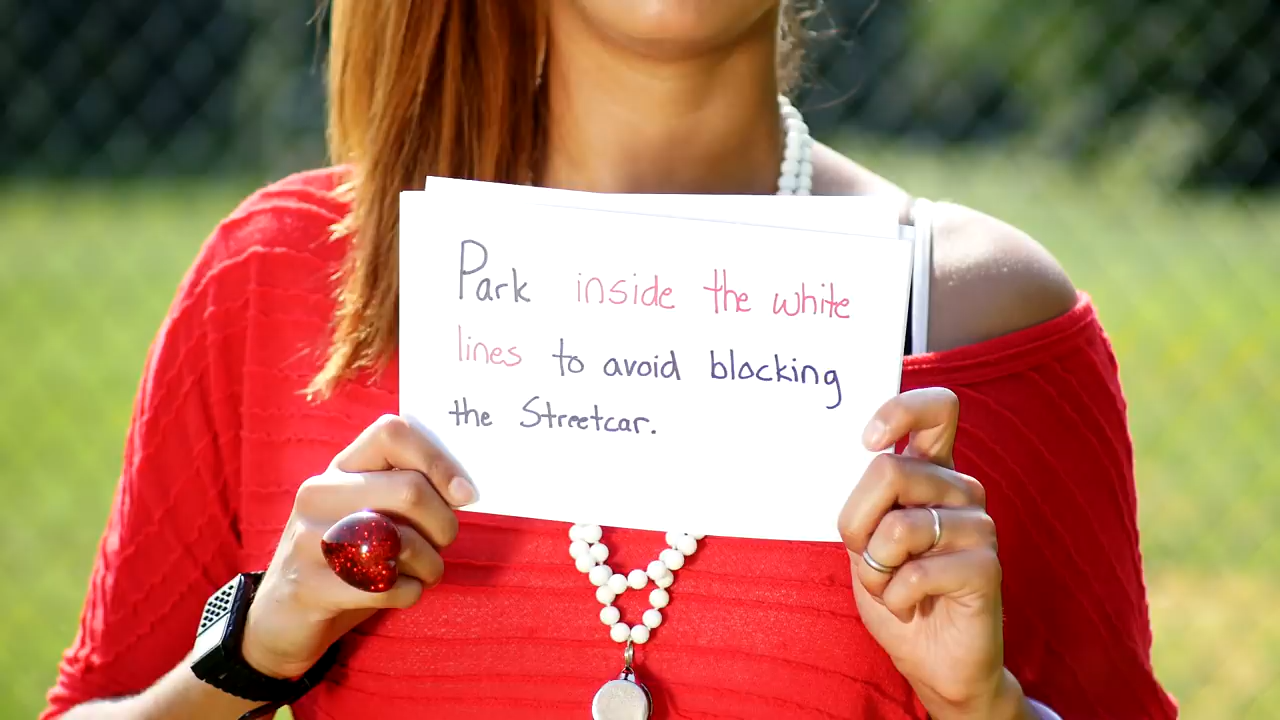 Park inside the white
lines to avoid blocking
the Streetcar.